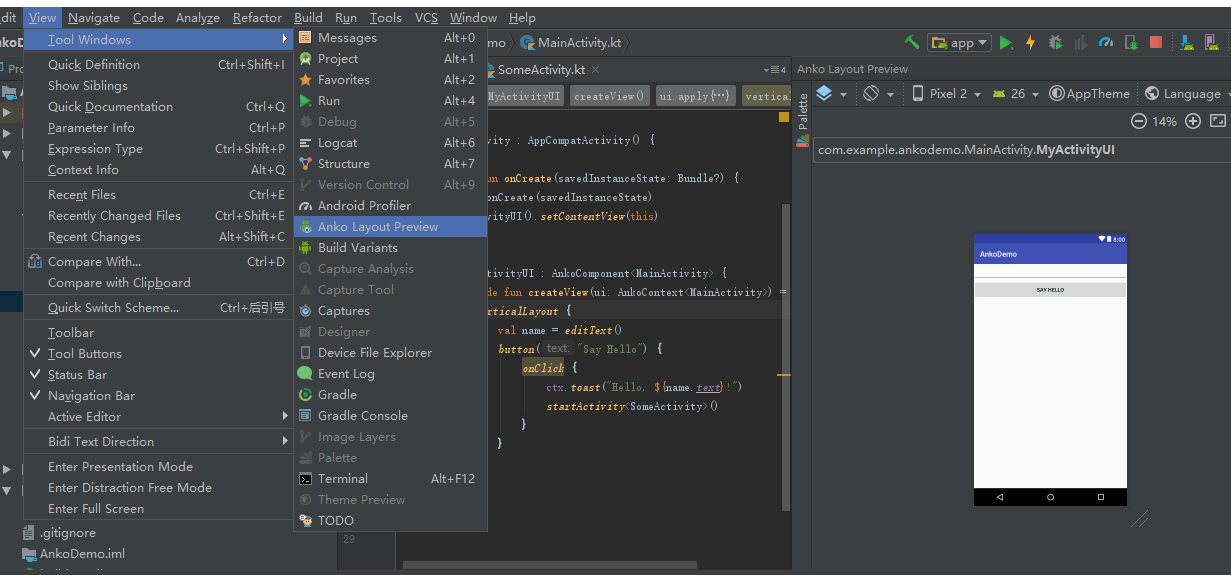 dit View Navigate Code Analyze Refactor Build Run Tools VCS Window Help
Tool Windows
Quick Definition Ctrl+Shift+I
Show Siblings
Quick Documentation Ctrl+Q
Parameter Info Ctrl+P
Expression Type Ctrl+Shift+P
Context Info Alt+Q
Recent Files Ctrl+E
Recently Changed Files Ctrl+Shift+E
Recent Changes Alt+Shift+C
Compare With... Ctrl+D
Compare with Clipboard
Quick Switch Scheme... Ctrl+后引号
Toolbar
Tool Buttons
Status Bar
Navigation Bar
Active Editor
Bidi Text Direction
Enter Presentation Mode
Enter Distraction Free Mode
Enter Full Screen
.gitignore
AnkoDemo.iml
Messages Alt+0
Project Alt+1
Favorites Alt+2
Run Alt+4
Debug Alt+5
Logcat Alt+6
Structure Alt+7
Version Control Alt+9
Android Profiler
Anko Layout Preview
Build Variants
Capture Analysis
Capture Tool
Captures
Designer
Device File Explorer
Event Log
Gradle
Gradle Console
Image Layers
Palette
Terminal Alt+F12
Theme Preview
TODO
29
mo MainActivity.kt
app
SomeActivity.kt
4
MyActivityUI createView() ui.apply{...} vertical
vity : AppCompatActivity() {
un onCreate(savedInstanceState: Bundle?) {
onCreate(savedInstanceState)
vityUI().setContentView(this)
tivityUI : AnkoComponent<MainActivity> {
de fun createView(ui: AnkoContext<MainActivity>) =
rticalLayout {
val name = editText()
button(text: "Say Hello") {
onClick {
ctx.toast("Hello, ${name.text}!")
startActivity<SomeActivity>()
}
}
Anko Layout Preview
Palette
Pixel 2 26 AppTheme Language
14%
com.example.ankodemo.MainActivity.MyActivityUI
8:00
AnkoDemo
SAY HELLO